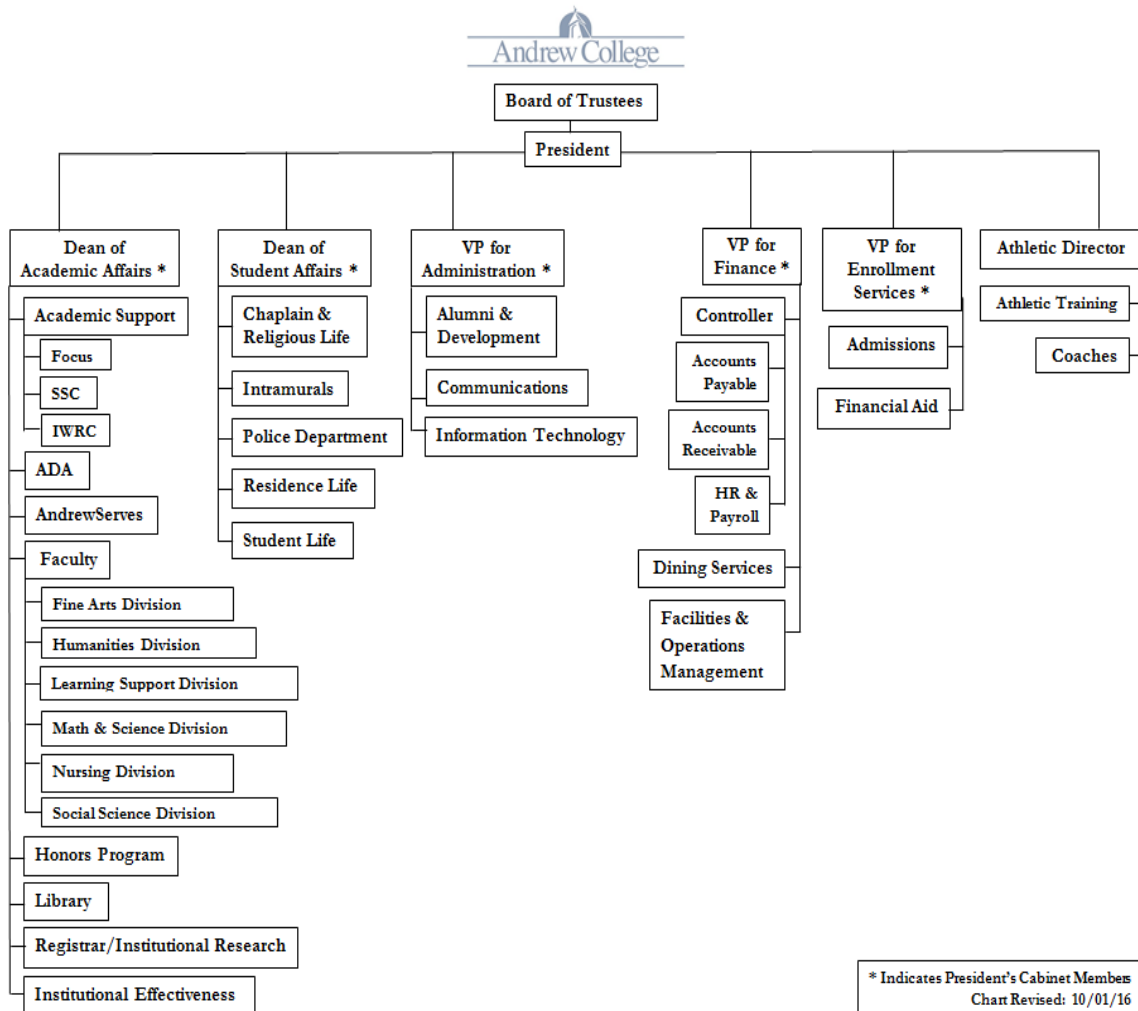 Andrew College
Board of Trustees
President
Dean of
Academic Affairs *
Academic Support
Focus
SSC
IWRC
ADA
AndrewServes
Faculty
Fine Arts Division
Humanities Division
Learning Support Division
Math & Science Division
Nursing Division
Social Science Division
Honors Program
Library
Registrar/Institutional Research
Institutional Effectiveness
Dean of
Student Affairs *
Chaplain &
Religious Life
Intramurals
Police Department
Residence Life
Student Life
VP for
Administration *
Alumni &
Development
Communications
Information Technology
VP for
Finance *
Controller
Accounts
Payable
Accounts
Receivable
HR &
Payroll
Dining Services
Facilities &
Operations
Management
VP for
Enrollment
Services *
Admissions
Financial Aid
Athletic Director
Athletic Training
Coaches
* Indicates President's Cabinet Members
Chart Revised: 10/01/16